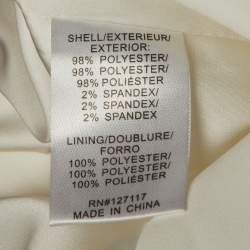 SHELL/EXTERIEUR/
EXTERIOR:
98% POLYESTER/
98% POLYESTER/
98% POLIÉSTER
2% SPANDEX/
2% SPANDEX/
2% SPANDEX
LINING/DOUBLURE/
FORRO
100% POLYESTER/
100% POLYESTER/
100% POLIÉSTER
RN#127117
MADE IN CHINA